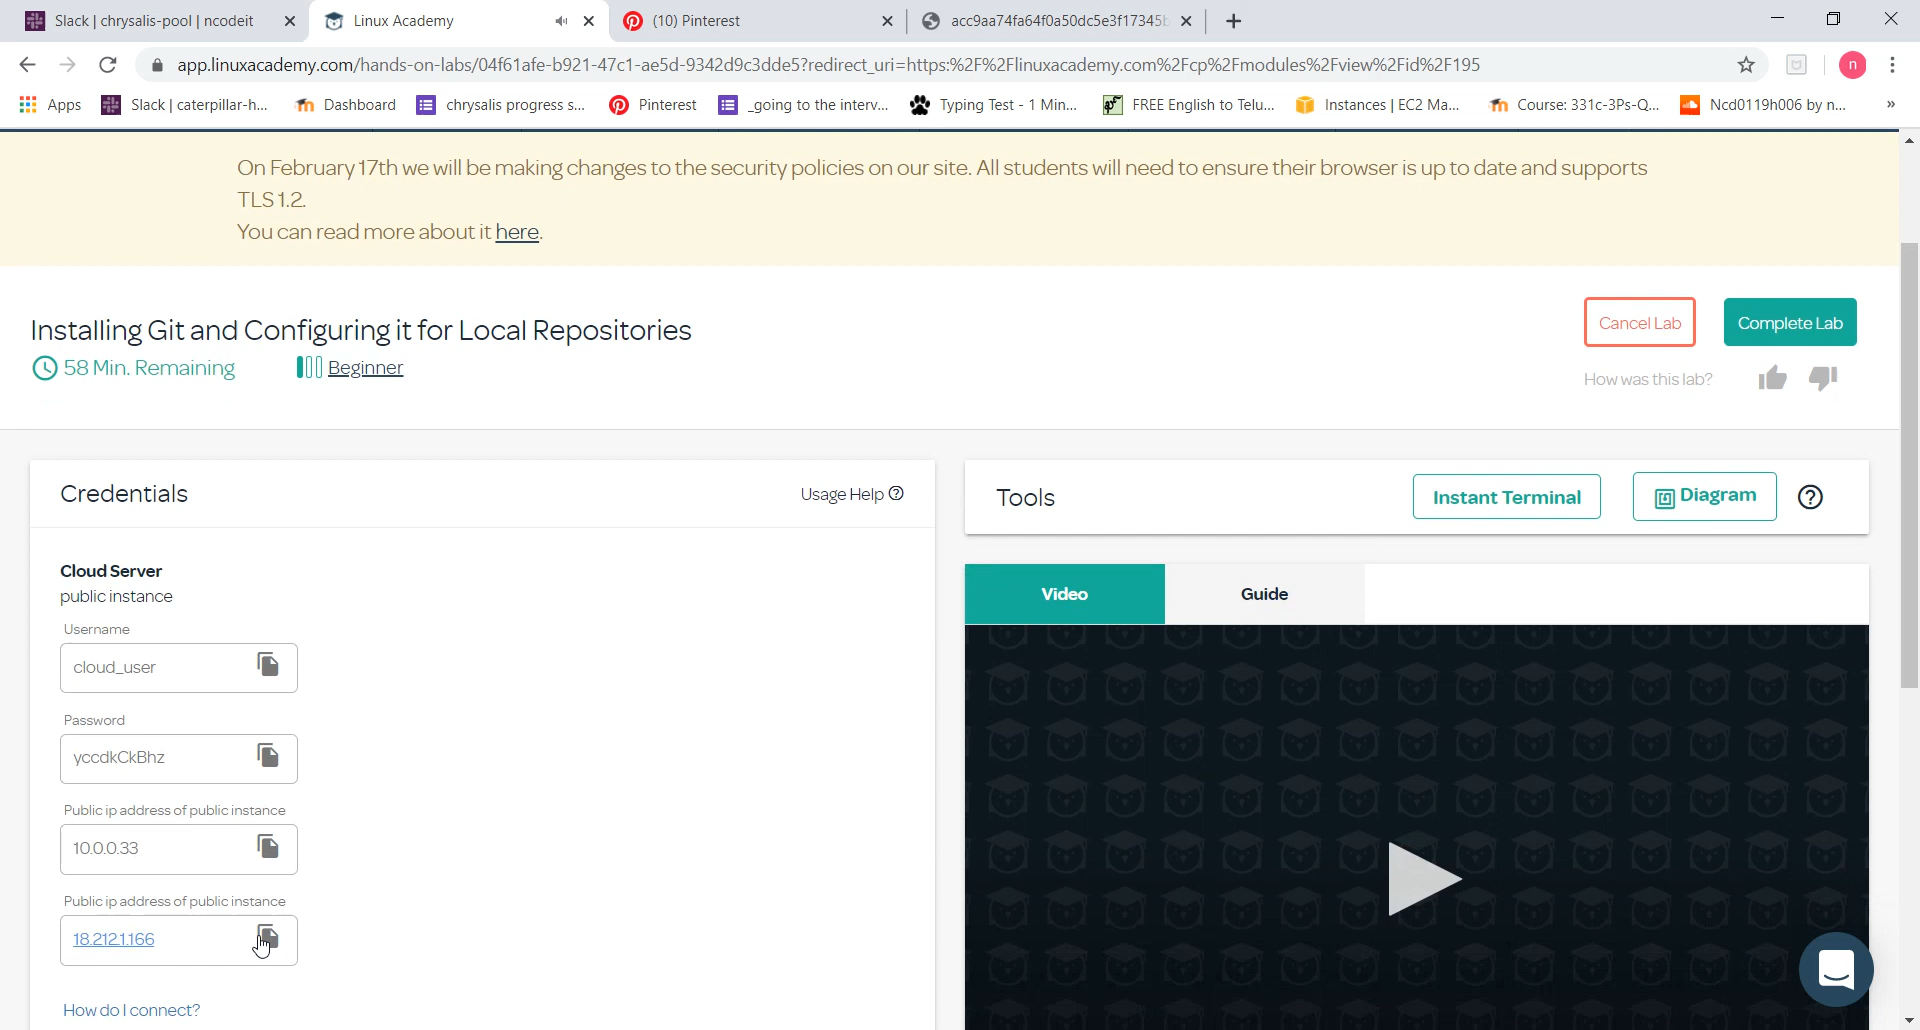 Slack | chrysalis-pool | ncodeit
Linux Academy
(10) Pinterest
acc9aa74fa64f0a50dc5e3f17345b
app.linuxacademy.com/hands-on-labs/04f61afe-b921-47c1-ae5d-9342d9c3dde5?redirect_uri=https:%2F%2Flinuxacademy.com%2Fcp%2Fmodules%2Fview%2Fid%2F195
n
Apps
Slack | caterpillar-h...
Dashboard
chrysalis progress s...
Pinterest
_going to the interv...
Typing Test - 1 Min...
FREE English to Telu...
Instances | EC2 Ma...
Course: 331c-3Ps-Q...
Ncd0119h006 by n...
»
On February 17th we will be making changes to the security policies on our site. All students will need to ensure their browser is up to date and supports
TLS 1.2.
You can read more about it here.
Installing Git and Configuring it for Local Repositories
58 Min. Remaining
Beginner
Cancel Lab
Complete Lab
How was this lab?
Credentials
Usage Help
Cloud Server
public instance
Username
cloud_user
Password
yccdkCkBhz
Public ip address of public instance
10.0.0.33
Public ip address of public instance
18.212.1.166
How do I connect?
Tools
Instant Terminal
Diagram
Video
Guide